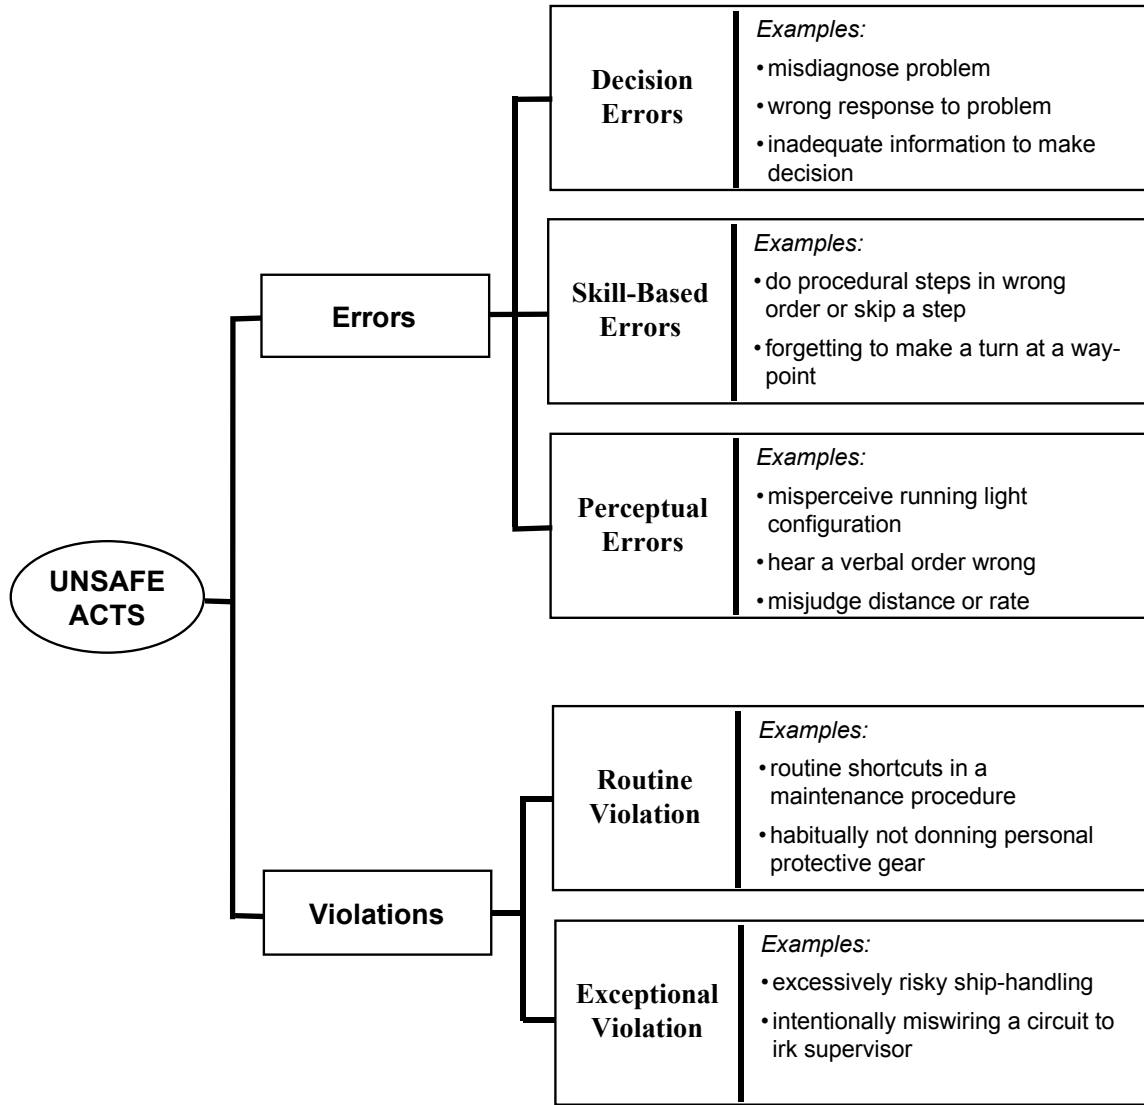 UNSAFE
ACTS
Errors
Decision
Errors
Examples:
•misdiagnose problem
•wrong response to problem
•inadequate information to make
decision
Skill-Based
Errors
Examples:
•do procedural steps in wrong
order or skip a step
•forgetting to make a turn at a way-
point
Perceptual
Errors
Examples:
•misperceive running light
configuration
•hear a verbal order wrong
•misjudge distance or rate
Violations
Routine
Violation
Examples:
•routine shortcuts in a
maintenance procedure
•habitually not donning personal
protective gear
Exceptional
Violation
Examples:
•excessively risky ship-handling
•intentionally miswiring a circuit to
irk supervisor